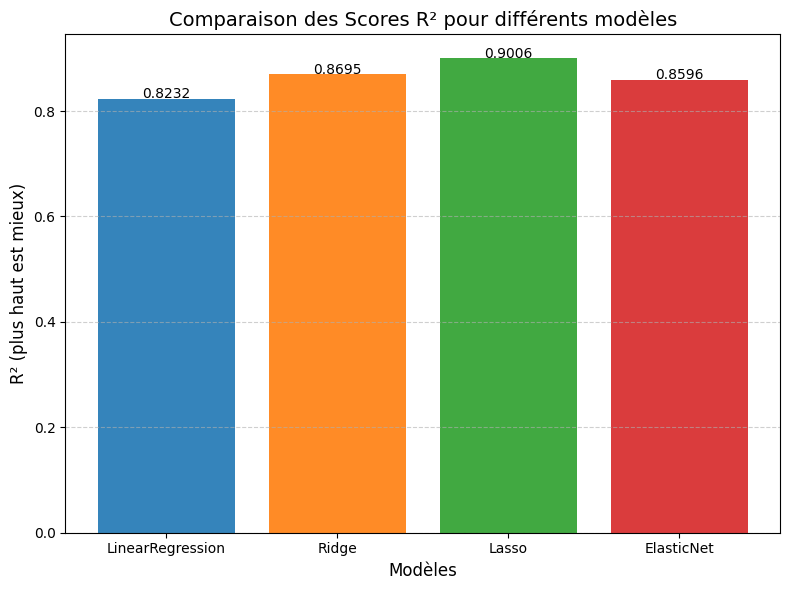 Comparaison des Scores R² pour différents modèles
0.9006
0.8695
0.8596
0.8232
0.8
0.6
0.4
0.2
0.0
R² (plus haut est mieux)
LinearRegression Ridge Lasso ElasticNet
Modèles